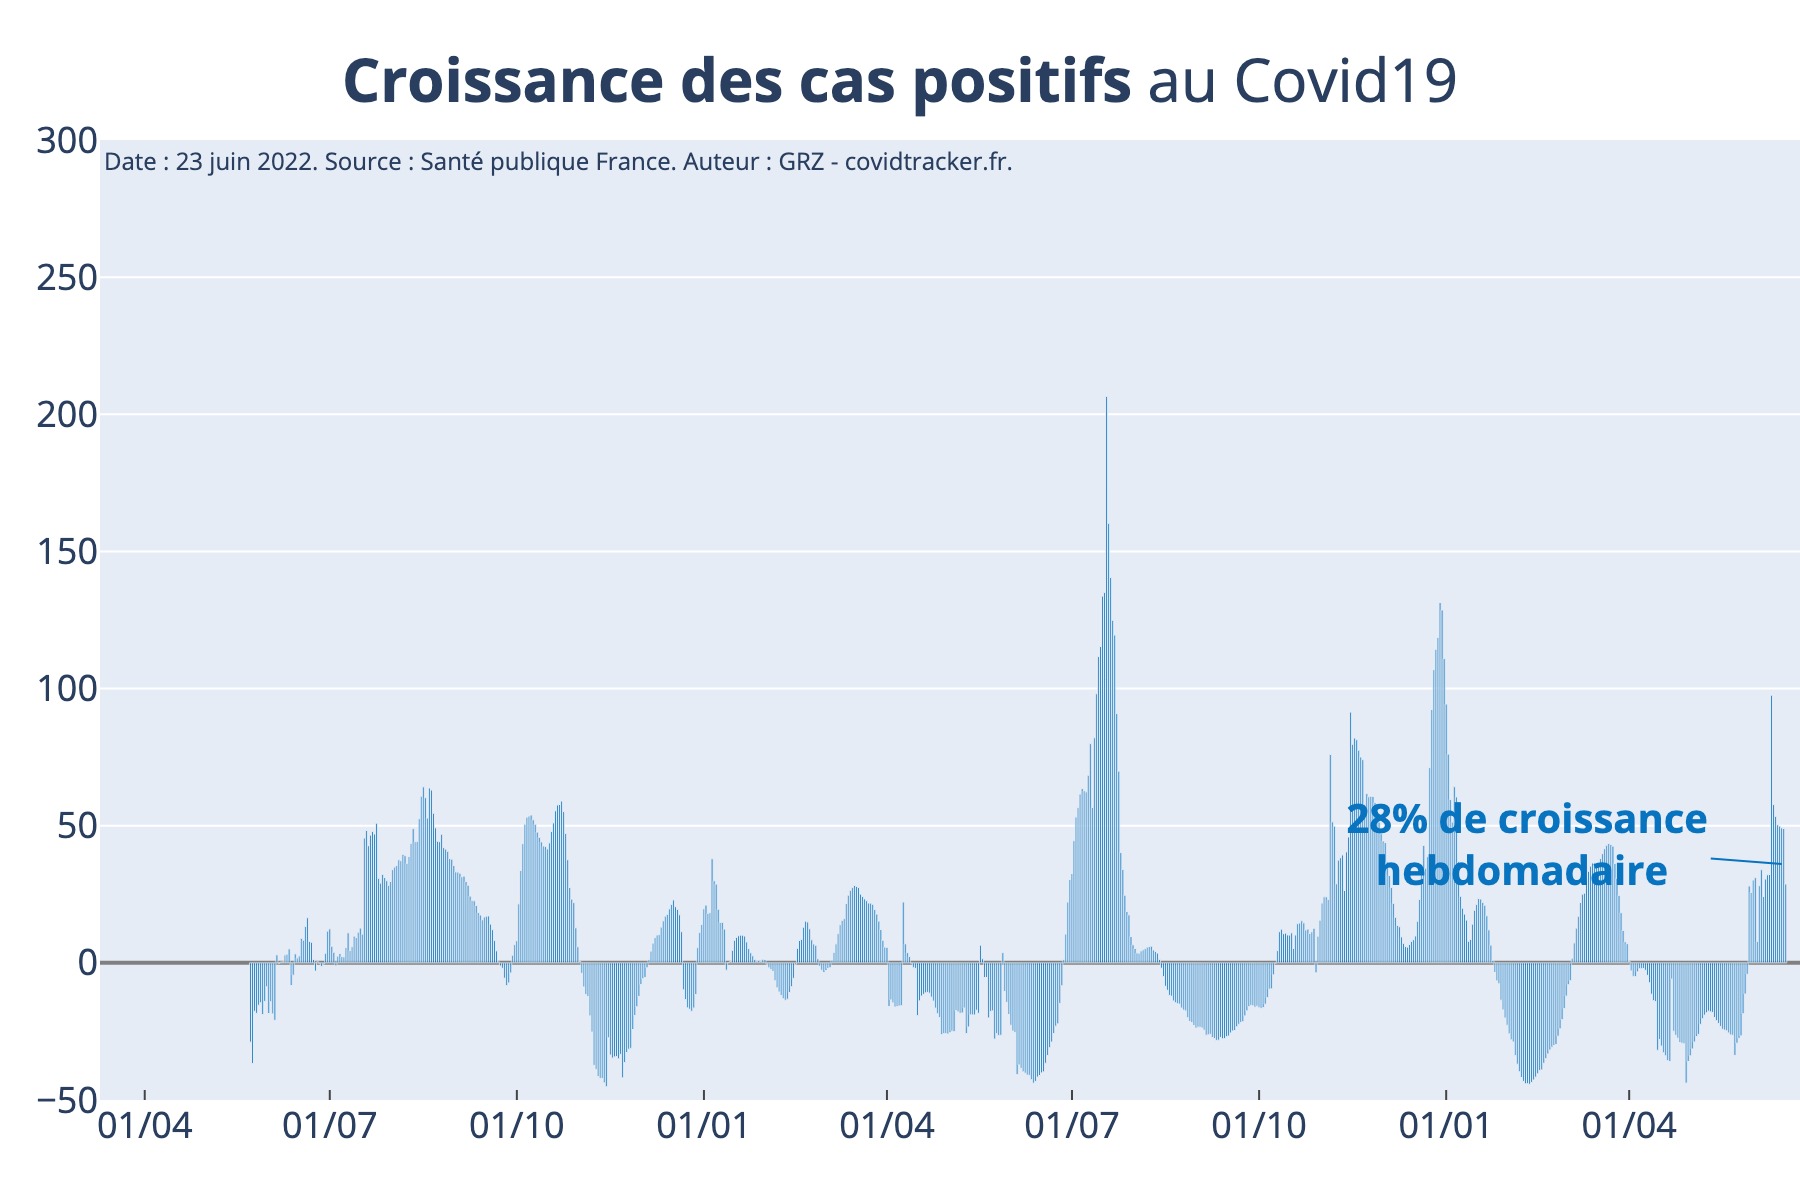 Croissance des cas positifs au Covid19
300
Date : 23 juin 2022. Source : Santé publique France. Auteur : GRZ - covidtracker.fr.
250
200
150
100
50
28% de croissance
hebdomadaire
0
−50
01/04 01/07 01/10 01/01 01/04 01/07 01/10 01/01 01/04